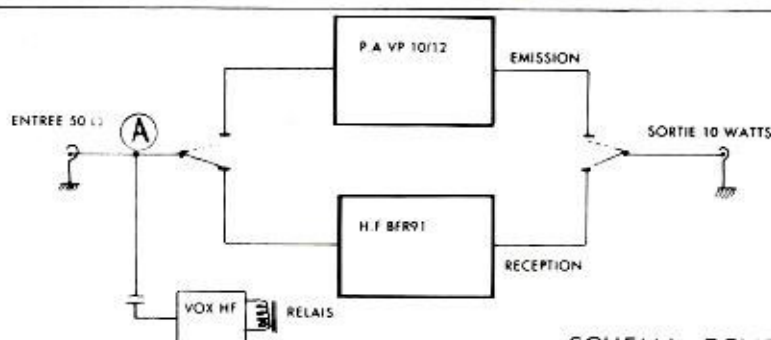 P.A VP 10/12
EMISSION
ENTREE 50 Ω
A
SORTIE 10 WATTS
H.F BFR91
RECEPTION
VOX HF
RELAIS